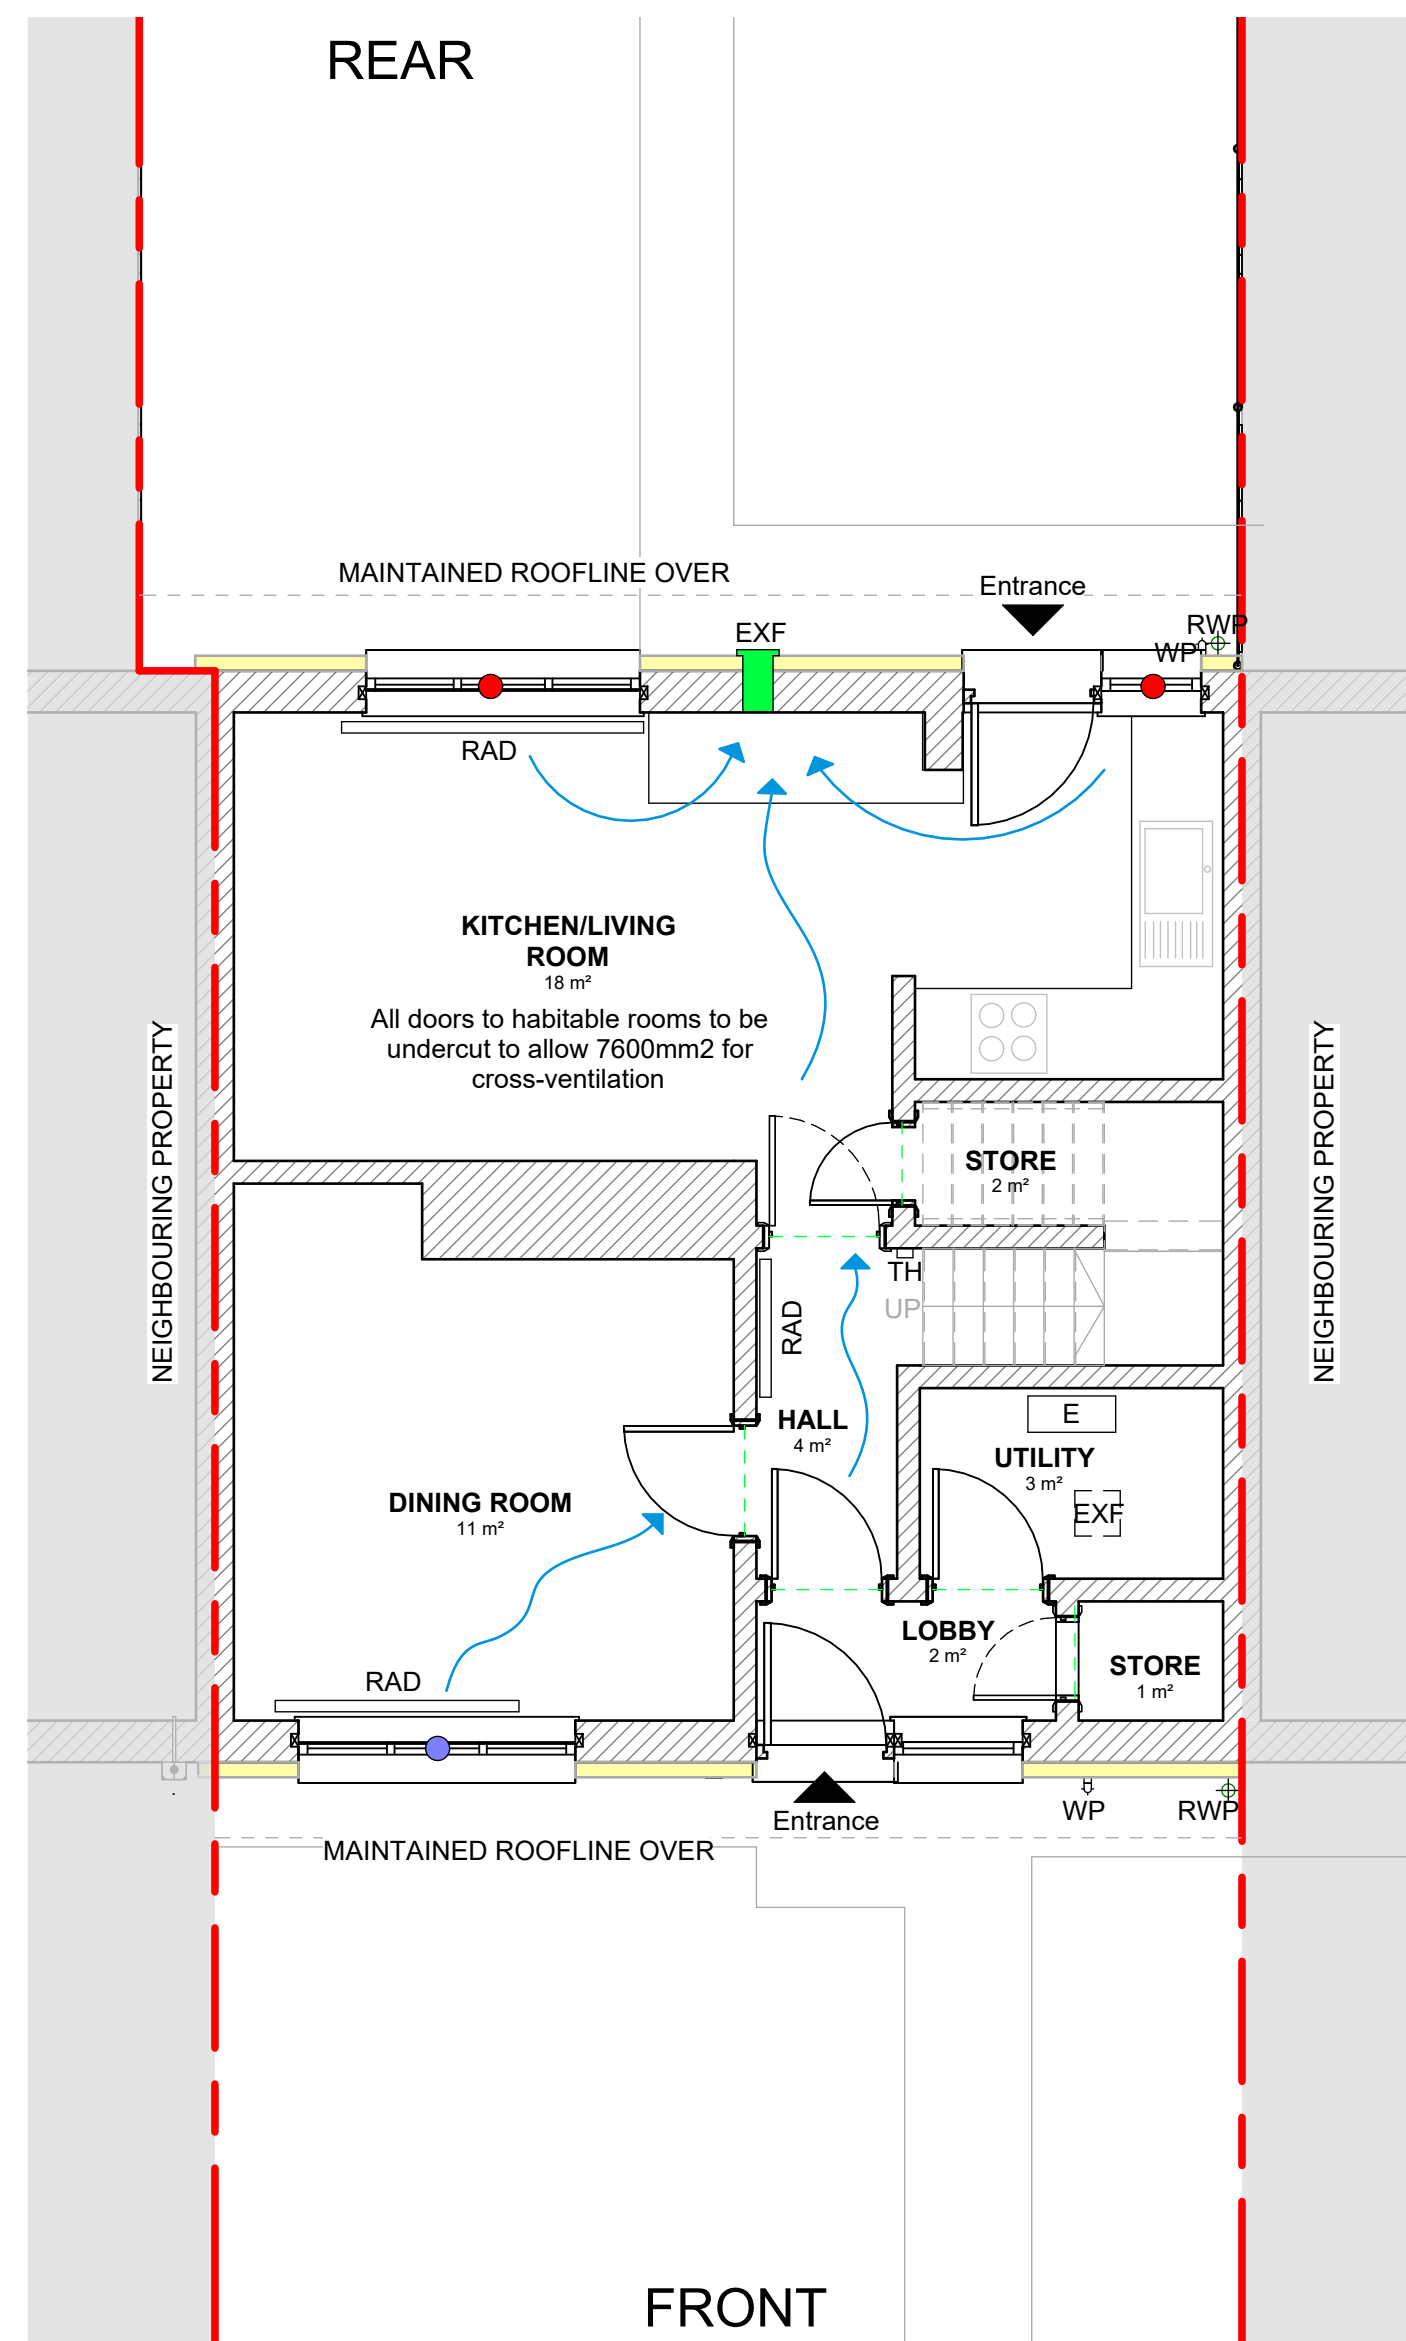 REAR
MAINTAINED ROOFLINE OVER
Entrance
EXF
RWP
WP
RAD
KITCHEN/LIVING
ROOM
18 m²
All doors to habitable rooms to be
undercut to allow 7600mm2 for
cross-ventilation
NEIGHBOURING PROPERTY
NEIGHBOURING PROPERTY
STORE
2 m²
TH
UP
RAD
HALL
4 m²
E
UTILITY
3 m²
EXF
DINING ROOM
11 m²
LOBBY
2 m²
STORE
1 m²
RAD
Entrance
WP
RWP
MAINTAINED ROOFLINE OVER
FRONT